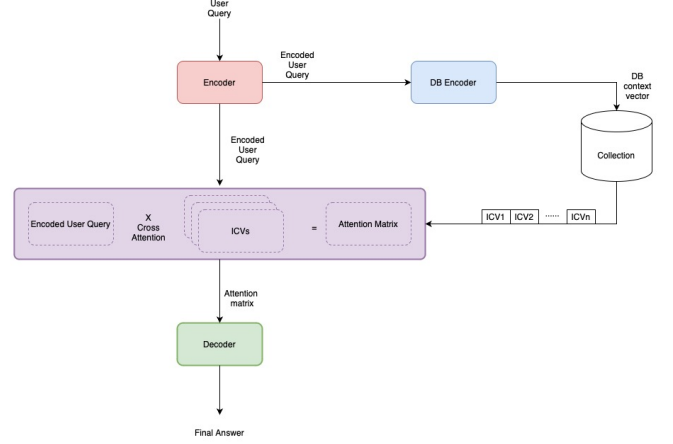 User
Query
Encoder
Encoded
User
Query
DB Encoder
DB
context
vector
Collection
Encoded
User
Query
ICV1 ICV2 ...... ICVn
Encoded User Query
X
Cross
Attention
ICVs
=
Attention Matrix
Attention
matrix
Decoder
Final Answer